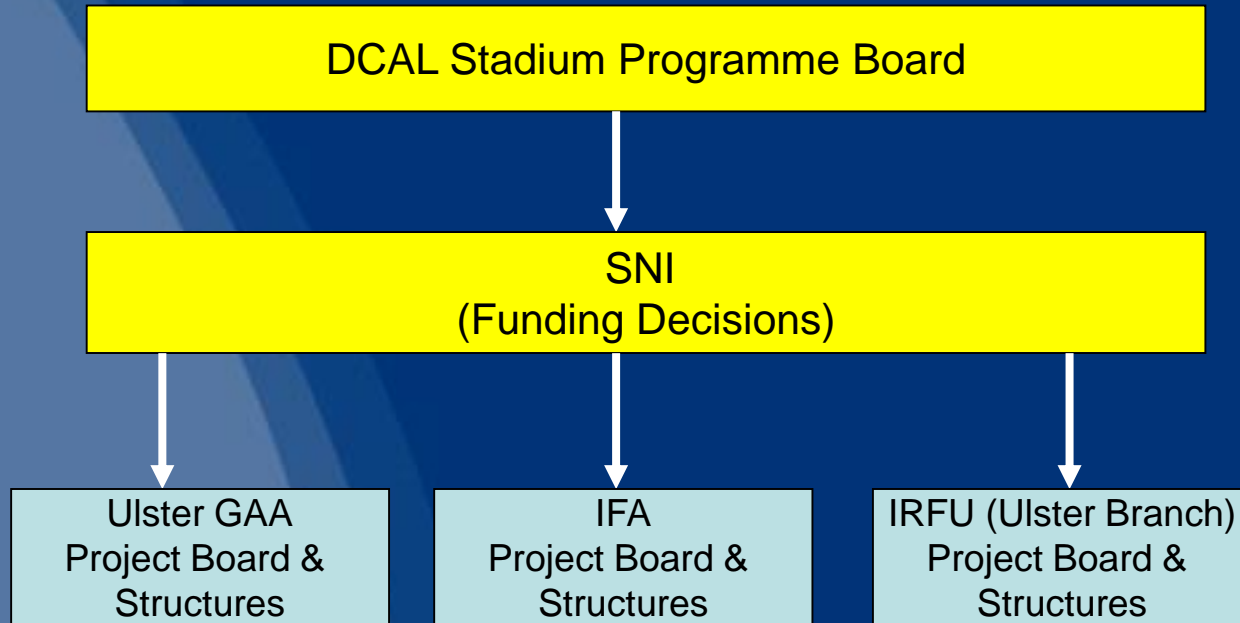 DCAL Stadium Programme Board
SNI
(Funding Decisions)
Ulster GAA
Project Board &
Structures
IFA
Project Board &
Structures
IRFU (Ulster Branch)
Project Board &
Structures